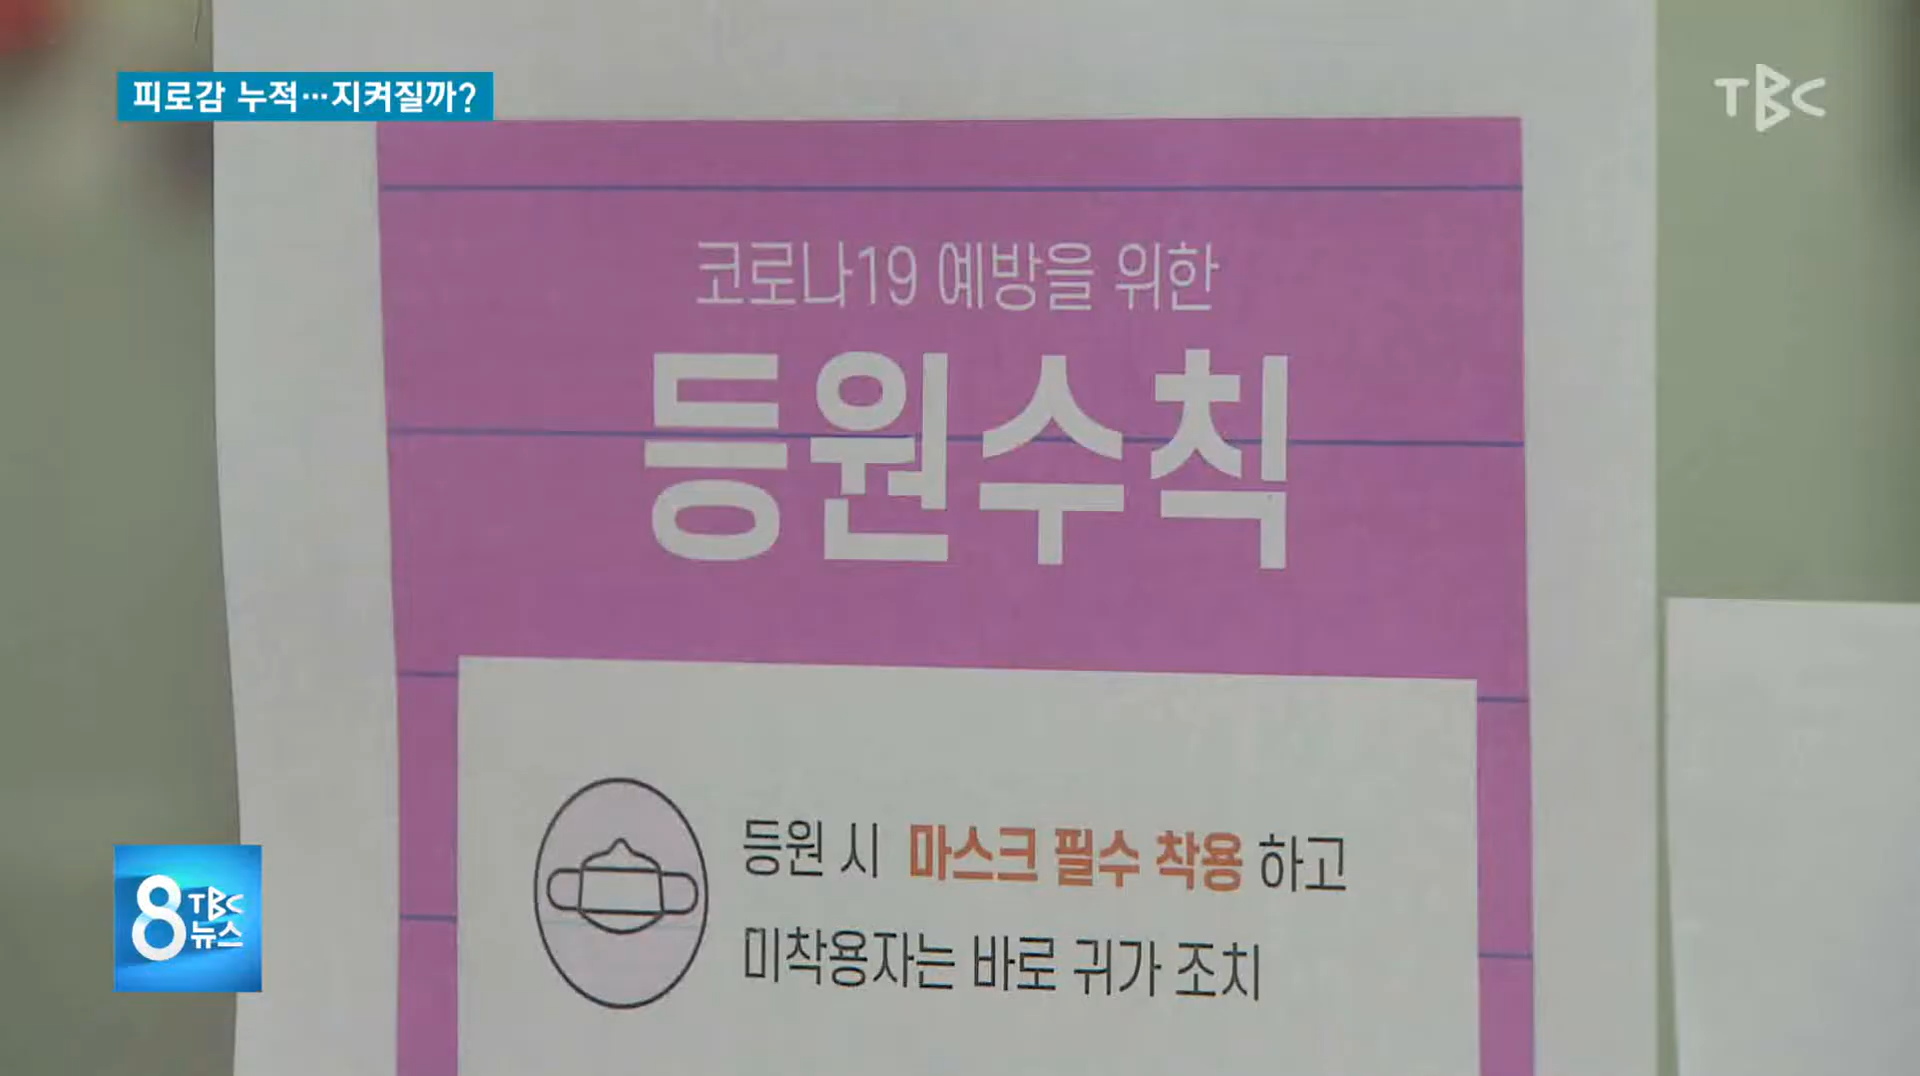 피로감 누적…지켜질까?
TBC
코로나19 예방을 위한
등원수칙
등원 시 마스크 필수 착용 하고
미착용자는 바로 귀가 조치
8 TBC
뉴스